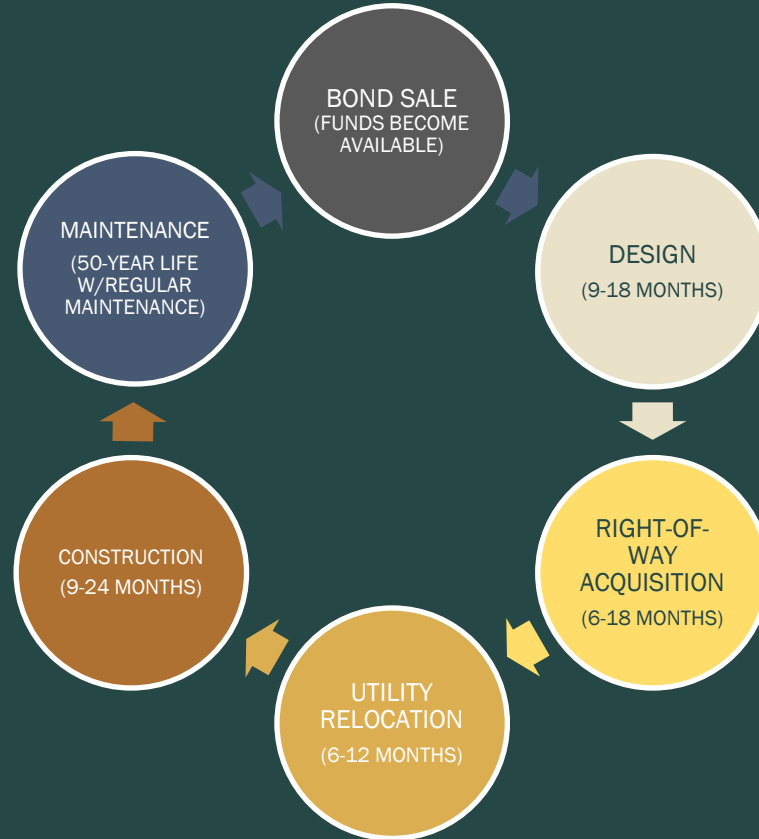 BOND SALE
(FUNDS BECOME
AVAILABLE)
DESIGN
(9-18 MONTHS)
RIGHT-OF-
WAY
ACQUISITION
(6-18 MONTHS)
UTILITY
RELOCATION
(6-12 MONTHS)
CONSTRUCTION
(9-24 MONTHS)
MAINTENANCE
(50-YEAR LIFE
W/REGULAR
MAINTENANCE)